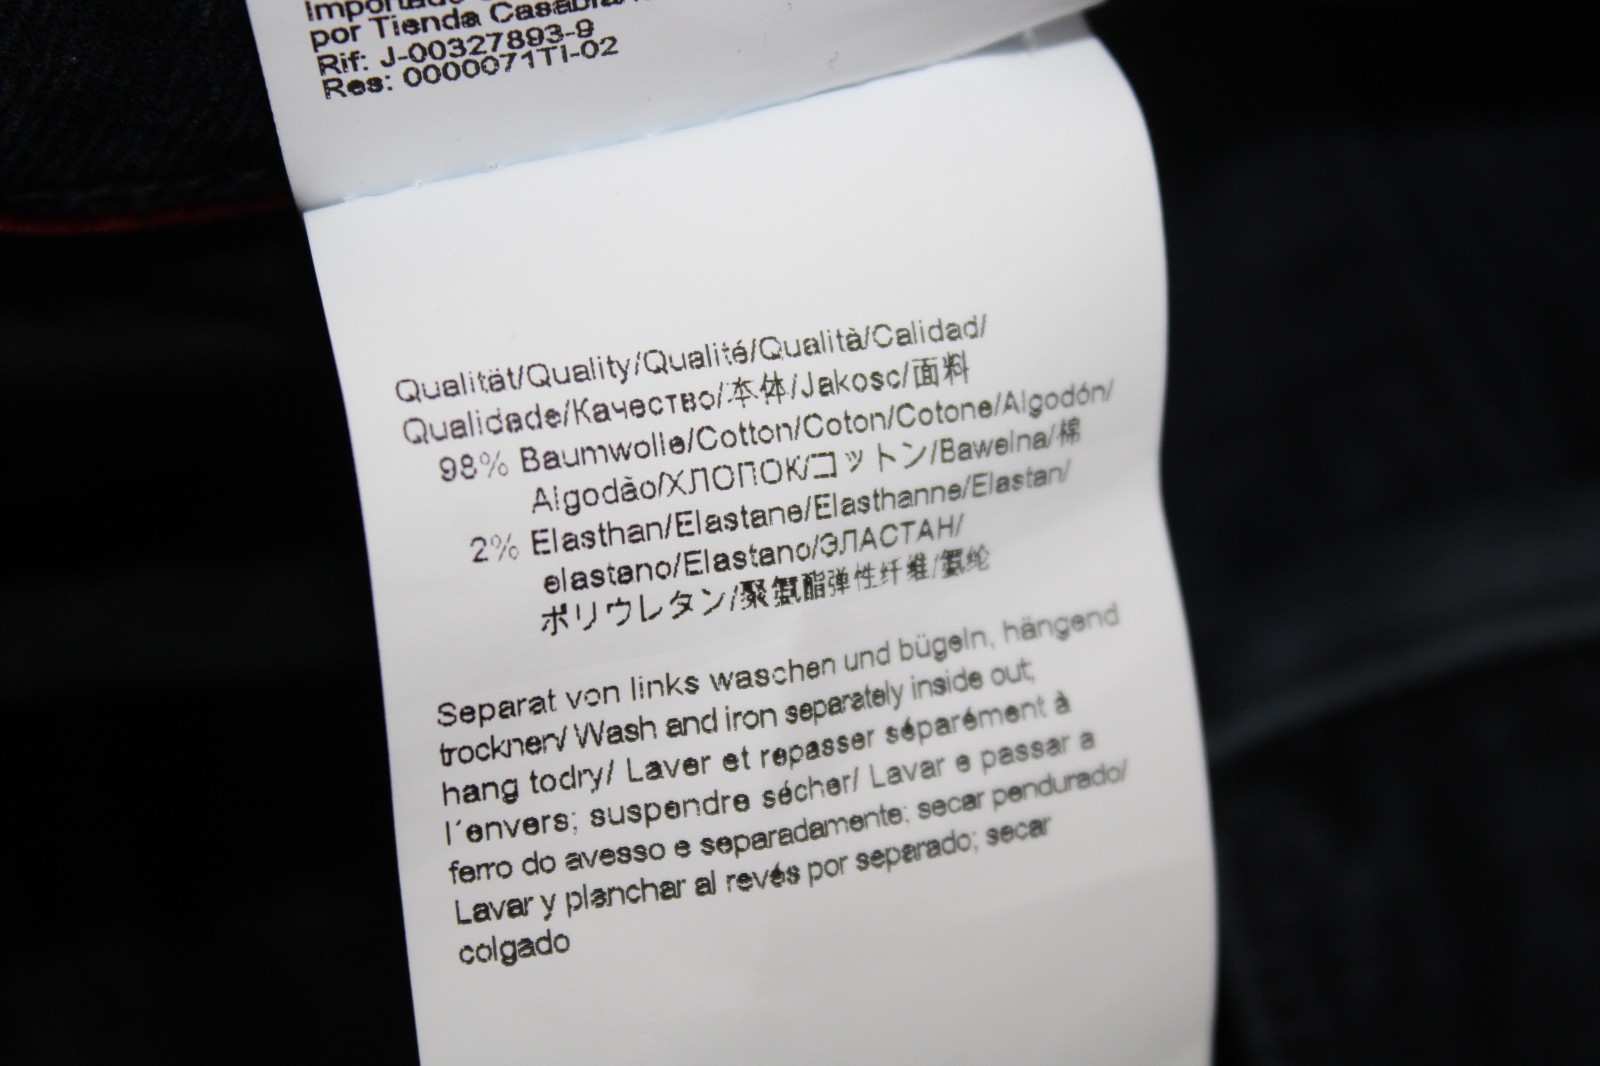 Importado
por Tienda Casabla
Rif: J-00327893-9
Res: 0000071TI-02
Qualität/Quality/Qualité/Qualità/Calidad/
Qualidade/Качество/本体/Jakosc/面料
98% Baumwolle/Cotton/Coton/Cotone/Algodón/
Algodão/ХЛОПОК/コットン/Bawelna/棉
2% Elasthan/Elastane/Elasthanne/Elastan/
elastano/Elastano/ЭЛАСТАН/
ポリウレタン/聚氨酯弹性纤维/氨纶
Separat von links waschen und bügeln, hängend
trocknen/ Wash and iron separately inside out;
hang todry/ Laver et repasser séparément à
l´envers; suspendre sécher/ Lavar e passar a
ferro do avesso e separadamente; secar pendurado/
Lavar y planchar al revés por separado; secar
colgado